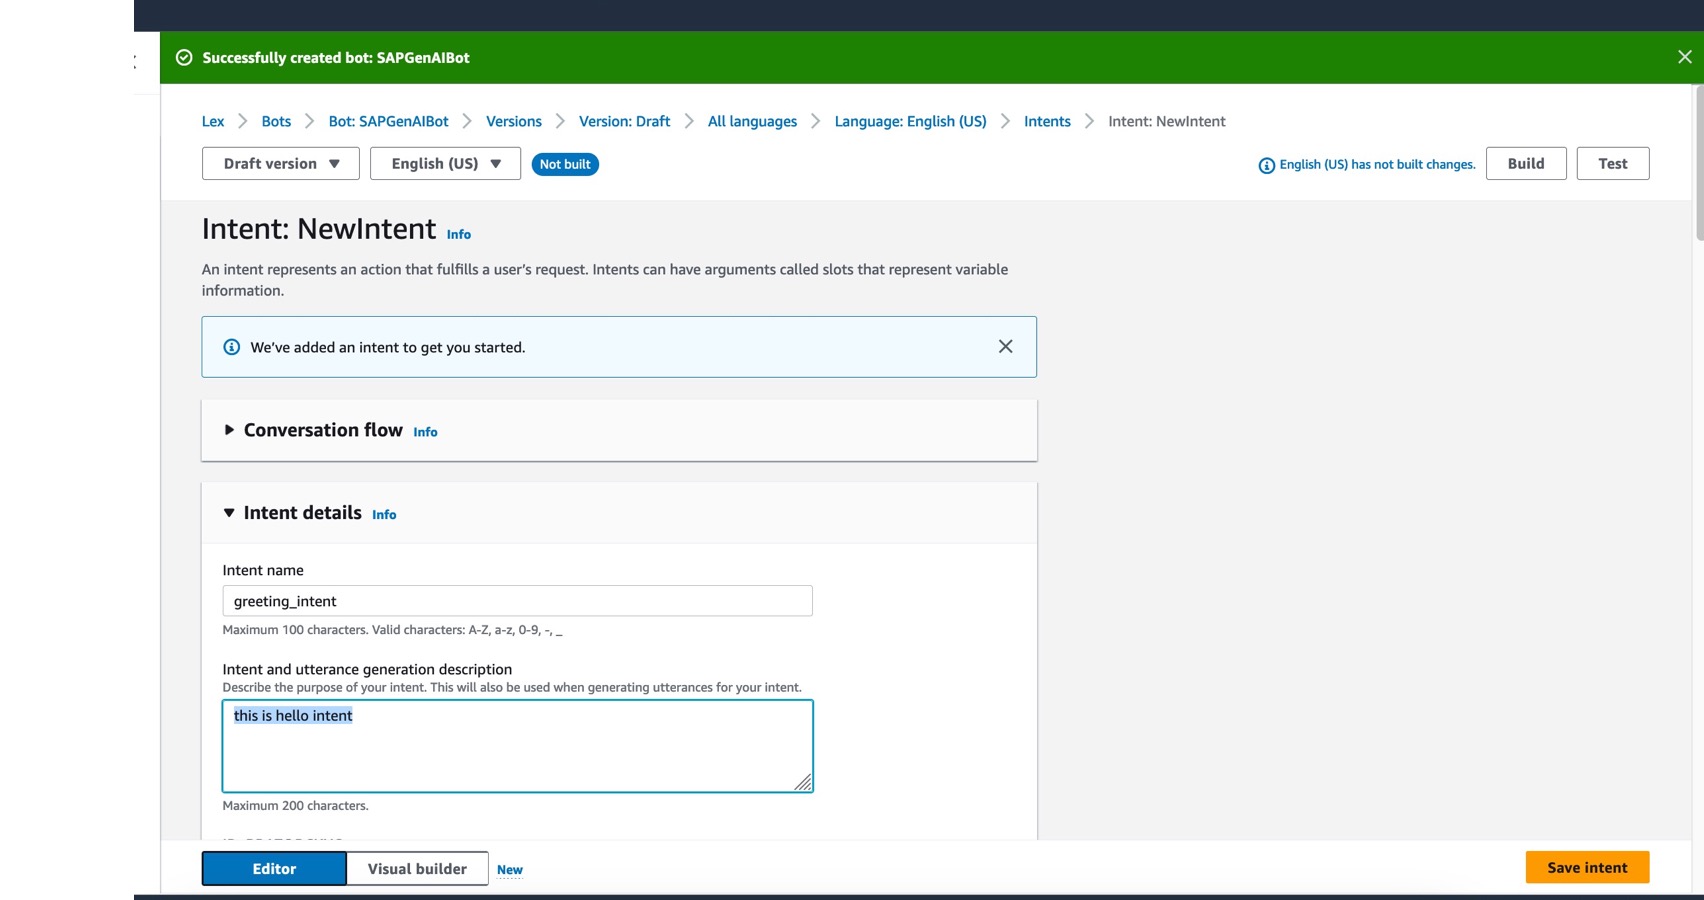 Successfully created bot: SAPGenAIBot
Lex Bots Bot: SAPGenAIBot Versions Version: Draft All languages Language: English (US) Intents Intent: NewIntent
Draft version English (US) Not built English (US) has not built changes. Build Test
Intent: NewIntent Info
An intent represents an action that fulfills a user's request. Intents can have arguments called slots that represent variable
information.
We've added an intent to get you started.
Conversation flow Info
Intent details Info
Intent name
greeting_intent
Maximum 100 characters. Valid characters: A-Z, a-z, 0-9, -, _
Intent and utterance generation description
Describe the purpose of your intent. This will also be used when generating utterances for your intent.
this is hello intent
Maximum 200 characters.
Editor Visual builder New Save intent